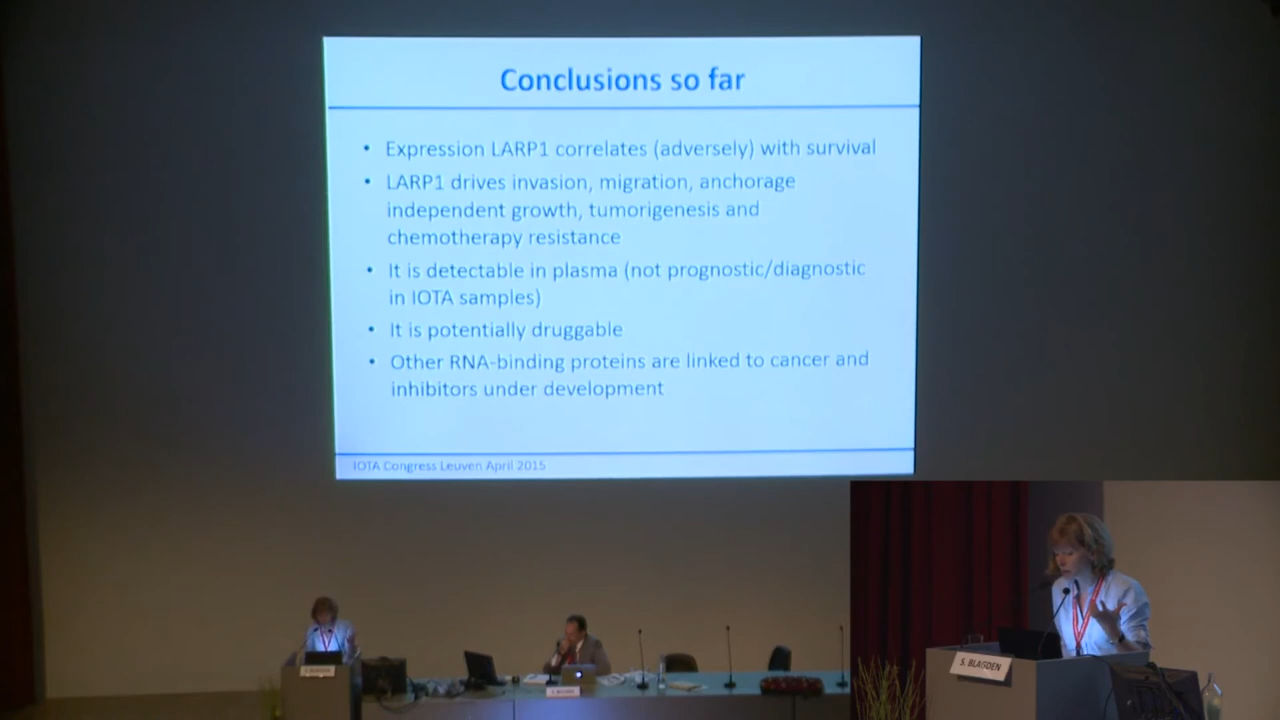 Conclusions so far
• Expression LARP1 correlates (adversely) with survival
• LARP1 drives invasion, migration, anchorage
independent growth, tumorigenesis and
chemotherapy resistance
• It is detectable in plasma (not prognostic/diagnostic
in IOTA samples)
• It is potentially druggable
• Other RNA-binding proteins are linked to cancer and
inhibitors under development
IOTA Congress Leuven April 2015
S. BLAGDEN